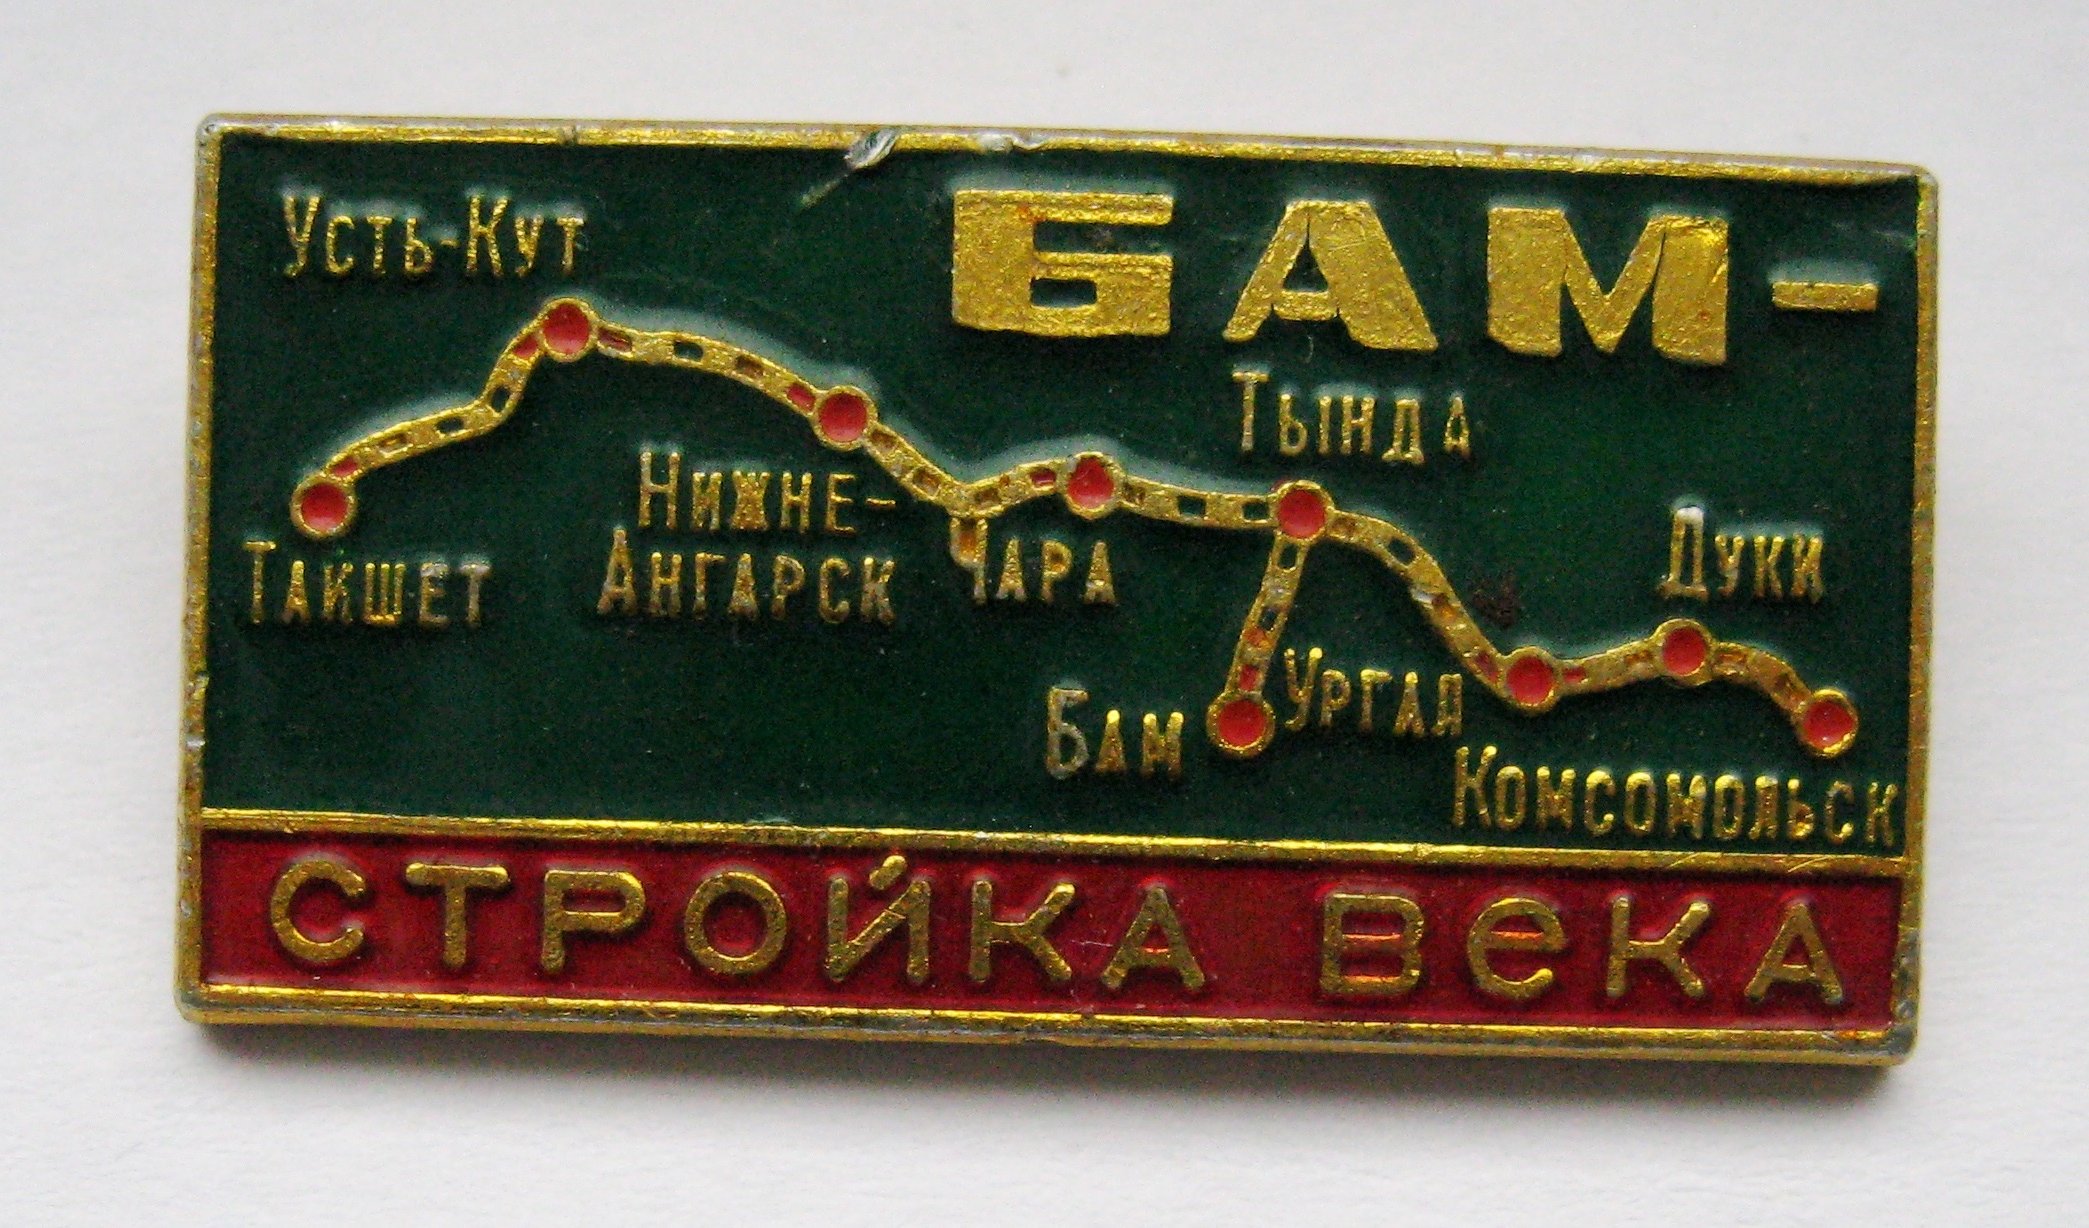 Усть-Кут
БАМ-
Тында
Нижне-
Ангарск
Чара
Тайшет
Дуки
Ургал
Бам
Комсомольск
СТРОЙКА ВеКА